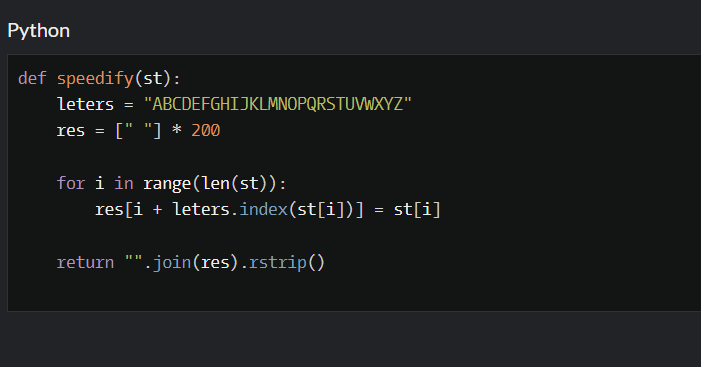 Python
def speedify(st):
    leters = "ABCDEFGHIJKLMNOPQRSTUVWXYZ"
    res = [" "] * 200
    for i in range(len(st)):
        res[i + leters.index(st[i])] = st[i]
    return "".join(res).rstrip()